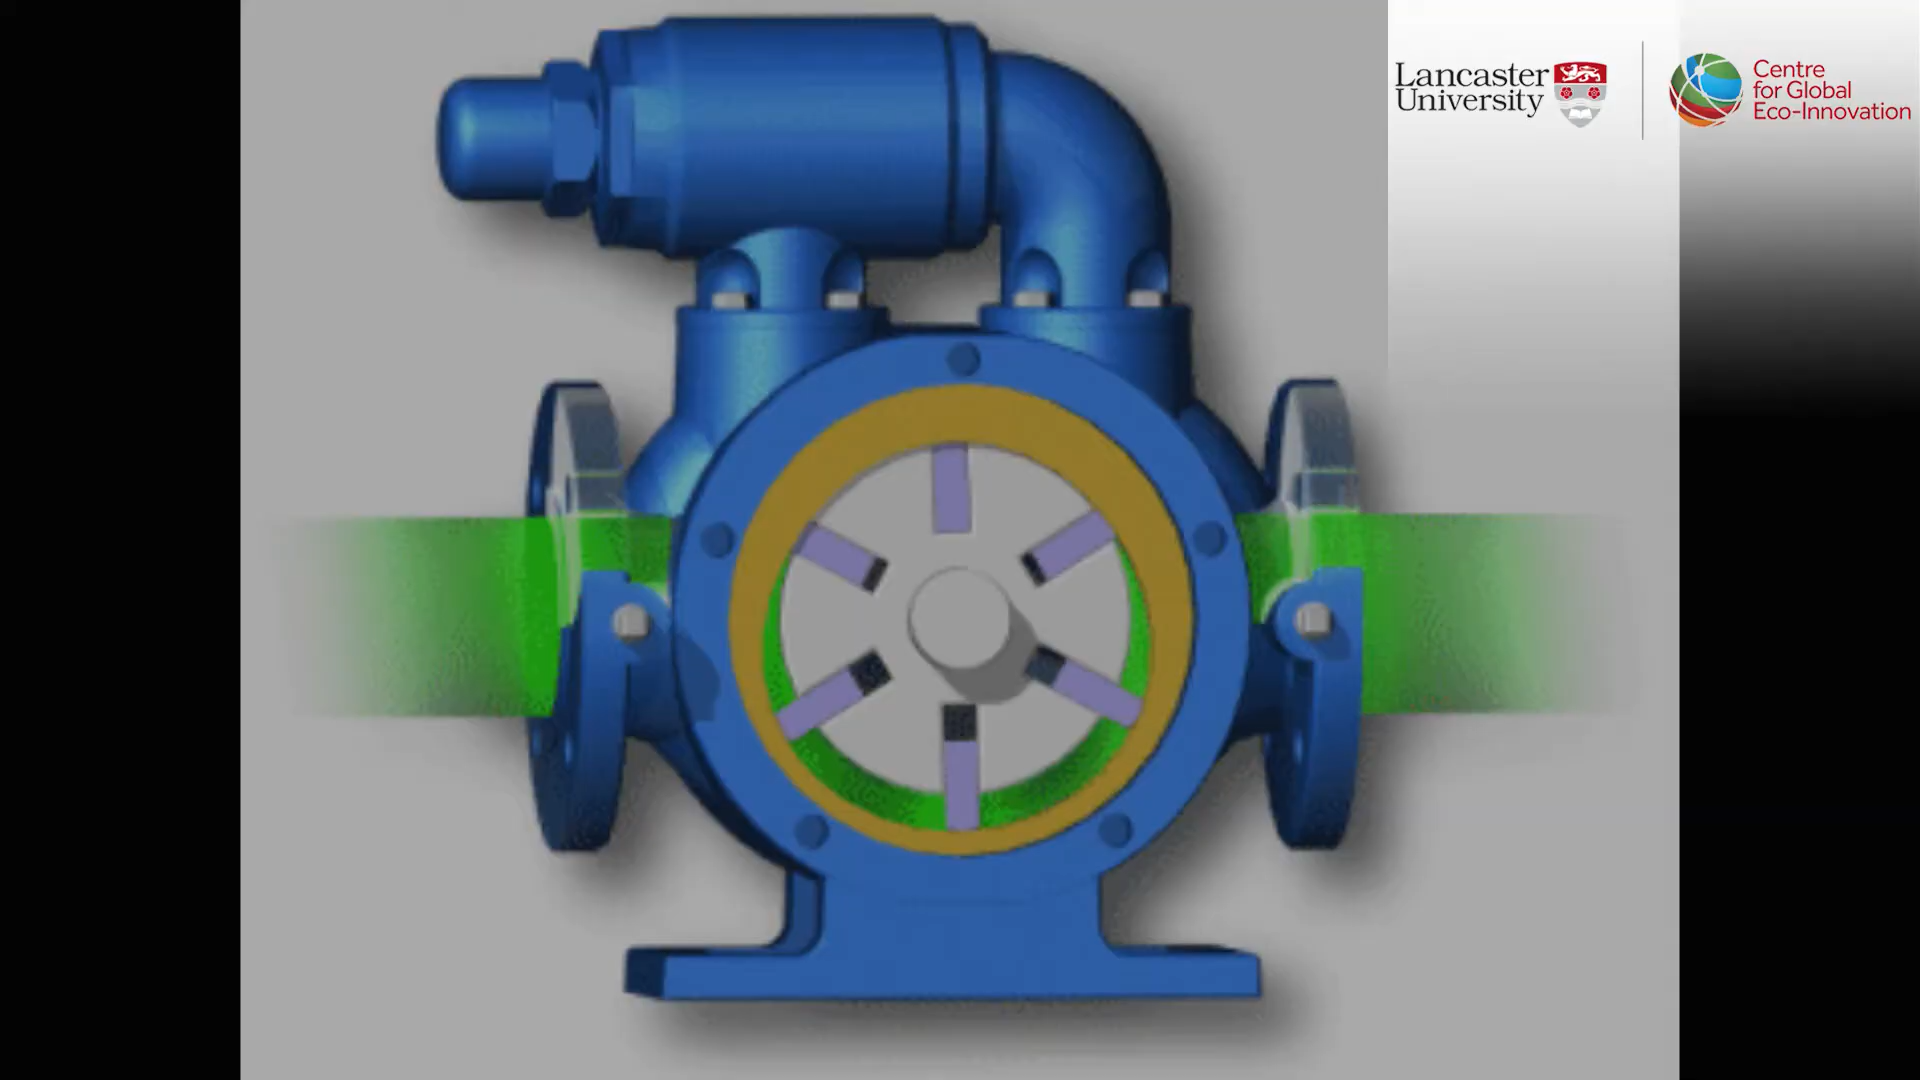 Lancaster
University
Centre
for Global
Eco-Innovation